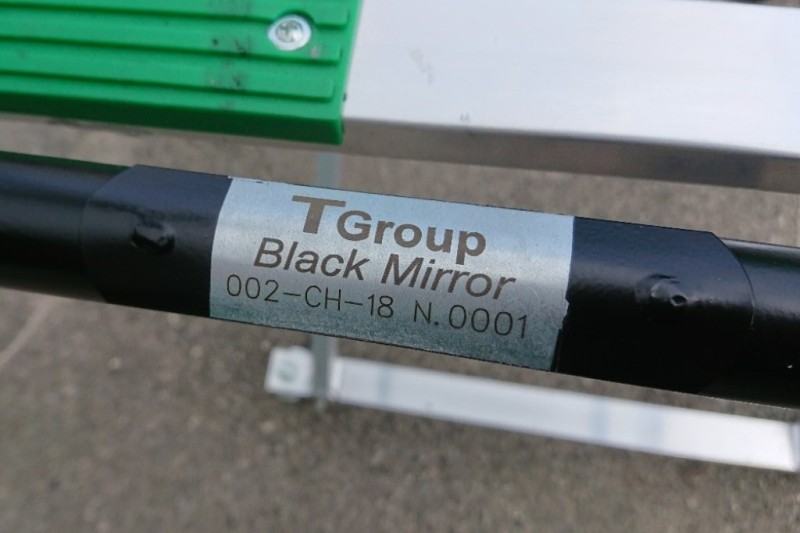 TGroup
Black Mirror
002-CH-18 N.0001